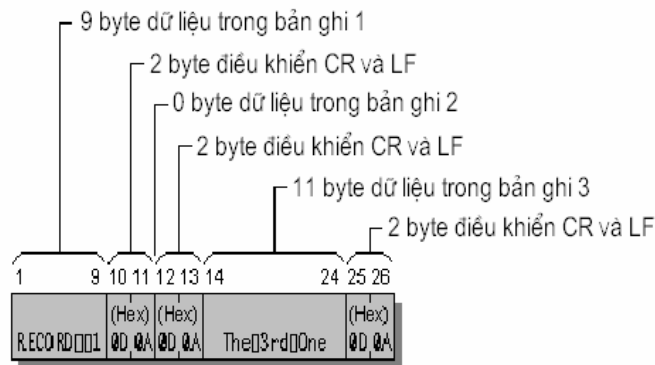 9 byte dữ liệu trong bản ghi 1
2 byte điều khiển CR và LF
0 byte dữ liệu trong bản ghi 2
2 byte điều khiển CR và LF
11 byte dữ liệu trong bản ghi 3
2 byte điều khiển CR và LF
1 9 10 11 12 13 14 24 25 26
(Hex) (Hex) (Hex)
RECORD▯▯1 0D 0A 0D 0A The▯3rd▯One 0D 0A